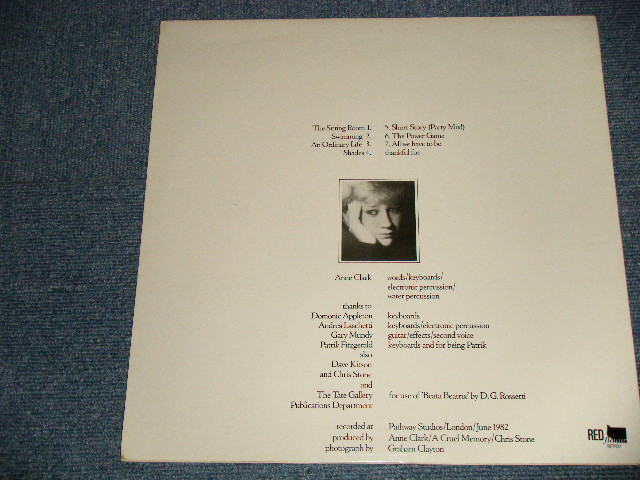 The Sitting Room 1.
Swimming 2.
An Ordinary Life 3.
Shades 4.
5. Short Story (Party Mix!)
6. The Power Game
7. All we have to be
thankful for
Anne Clark words/keyboards/
electronic percussion/
water percussion
thanks to
Domonic Appleton keyboards
Andrea Laschetti keyboards/electronic percussion
Gary Mundy guitar/effects/second voice
Patrik Fitzgerald keyboards and for being Patrik
also
Dave Kitson
and Chris Stone
and
The Tate Gallery for use of 'Beata Beatrix' by D. G. Rossetti
Publications Department
recorded at Pathway Studios/London/June 1982
produced by Anne Clark/A Cruel Memory/Chris Stone
photograph by Graham Clayton
RED